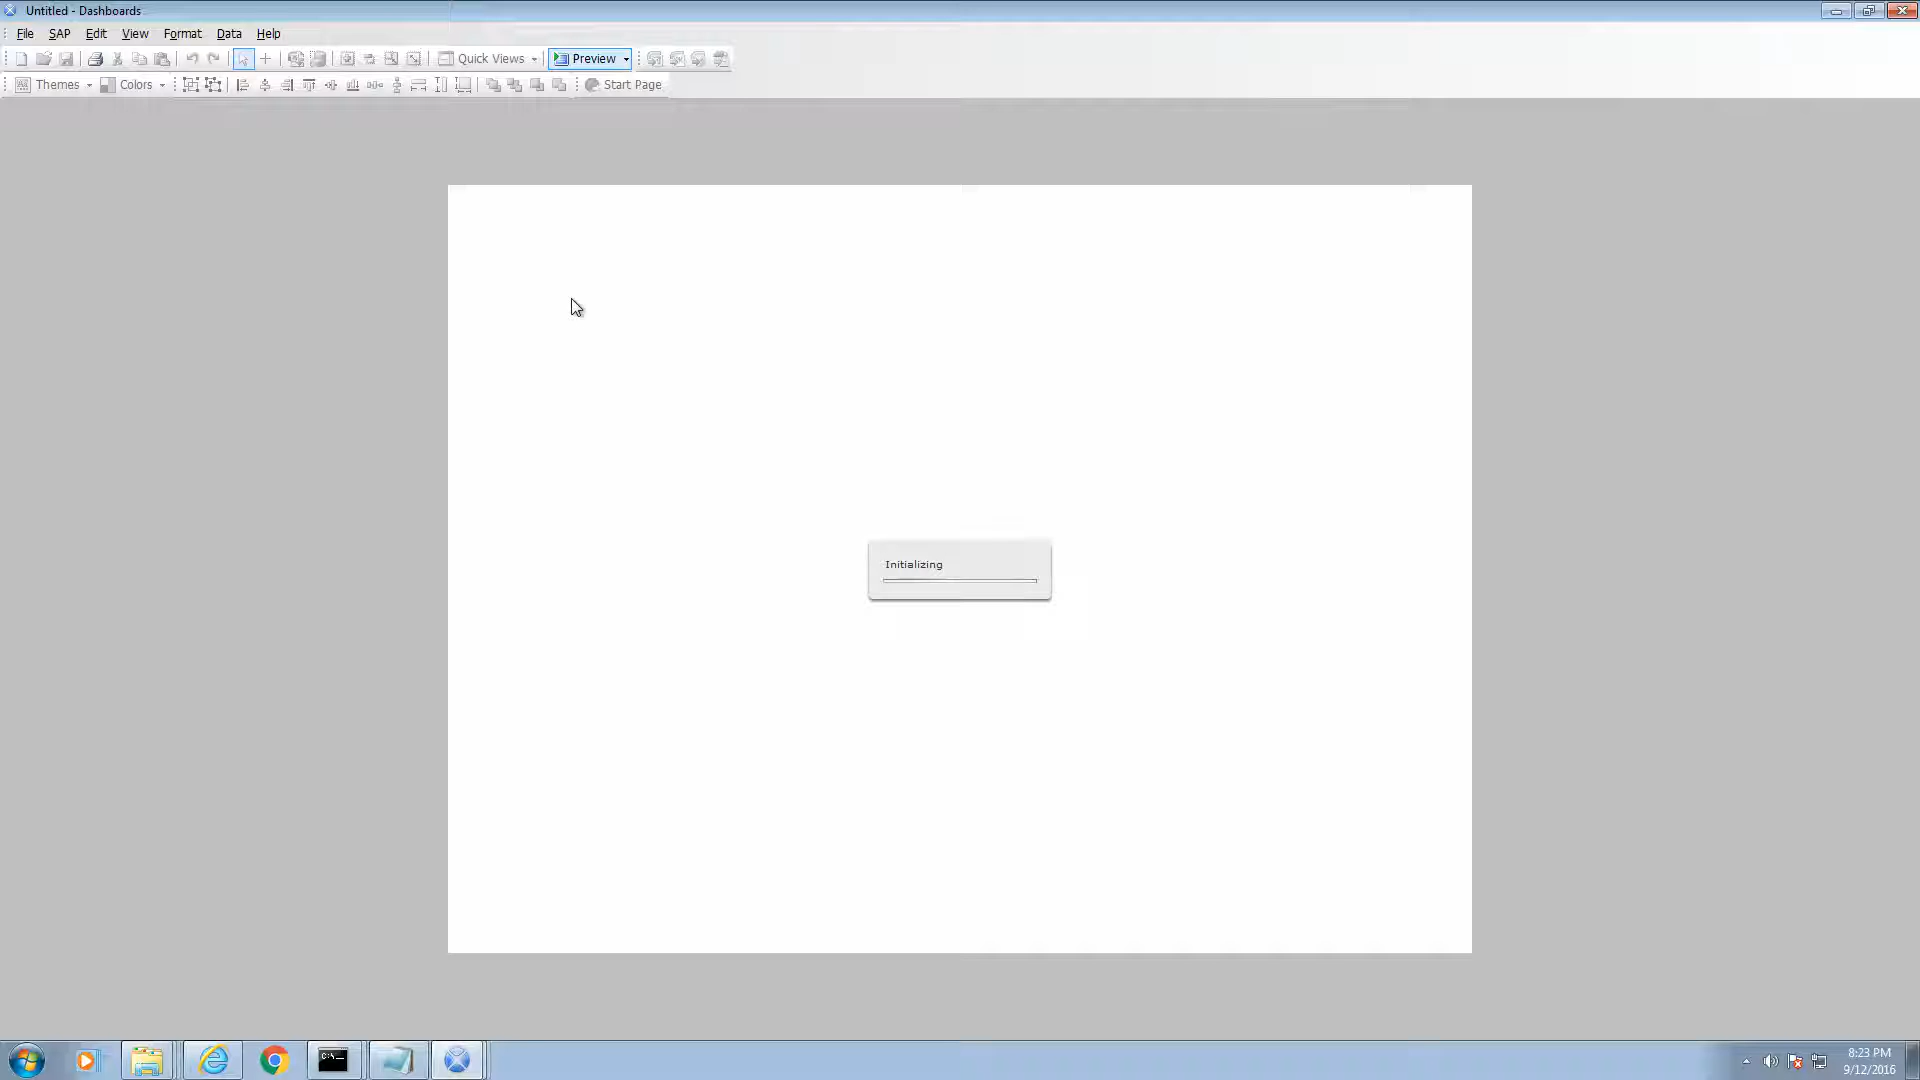 Untitled - Dashboards
File SAP Edit View Format Data Help
Quick Views Preview
Themes Colors Start Page
Initializing
C:\_
8:23 PM
9/12/2016